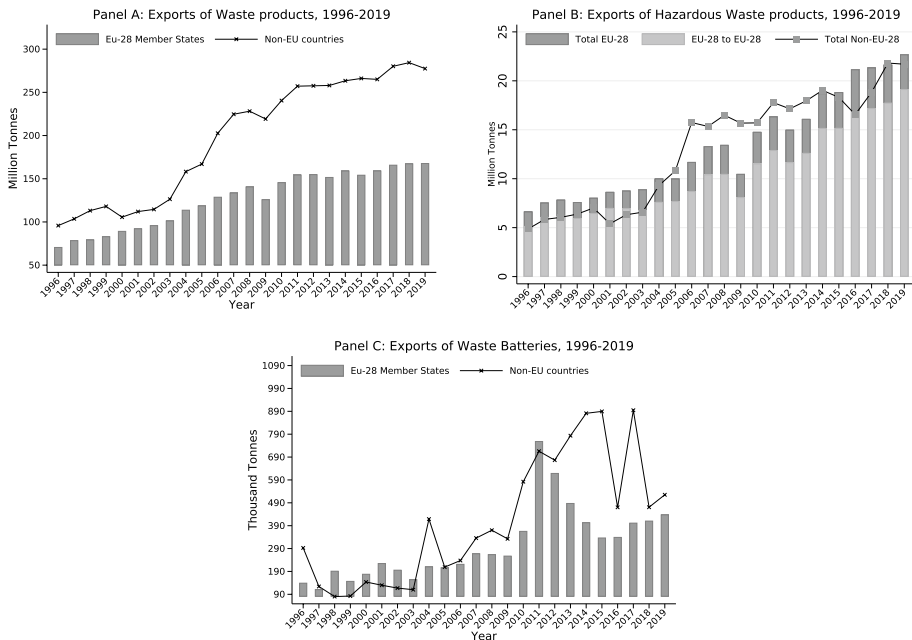 Panel A: Exports of Waste products, 1996-2019
Eu-28 Member States Non-EU countries
Million Tonnes
300
250
200
150
100
50
1996 1997 1998 1999 2000 2001 2002 2003 2004 2005 2006 2007 2008 2009 2010 2011 2012 2013 2014 2015 2016 2017 2018 2019
Year
Panel B: Exports of Hazardous Waste products, 1996-2019
Total EU-28 EU-28 to EU-28 Total Non-EU-28
Million Tonnes
25
20
15
10
5
0
1996 1997 1998 1999 2000 2001 2002 2003 2004 2005 2006 2007 2008 2009 2010 2011 2012 2013 2014 2015 2016 2017 2018 2019
Panel C: Exports of Waste Batteries, 1996-2019
Eu-28 Member States Non-EU countries
Thousand Tonnes
1090
990
890
790
690
590
490
390
290
190
90
1996 1997 1998 1999 2000 2001 2002 2003 2004 2005 2006 2007 2008 2009 2010 2011 2012 2013 2014 2015 2016 2017 2018 2019
Year